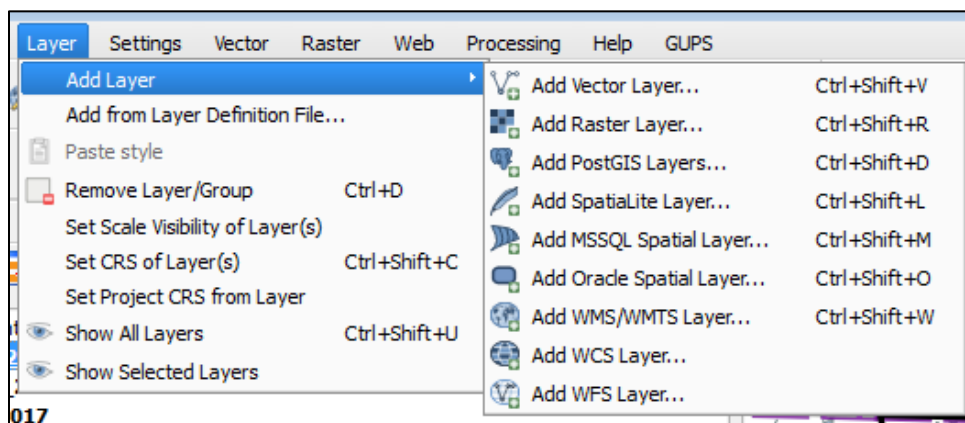 Layer Settings Vector Raster Web Processing Help GUPS
Add Layer
Add from Layer Definition File...
Paste style
Remove Layer/Group Ctrl+D
Set Scale Visibility of Layer(s)
Set CRS of Layer(s) Ctrl+Shift+C
Set Project CRS from Layer
Show All Layers Ctrl+Shift+U
Show Selected Layers
017
Add Vector Layer... Ctrl+Shift+V
Add Raster Layer... Ctrl+Shift+R
Add PostGIS Layers... Ctrl+Shift+D
Add SpatiaLite Layer... Ctrl+Shift+L
Add MSSQL Spatial Layer... Ctrl+Shift+M
Add Oracle Spatial Layer... Ctrl+Shift+O
Add WMS/WMTS Layer... Ctrl+Shift+W
Add WCS Layer...
Add WFS Layer...